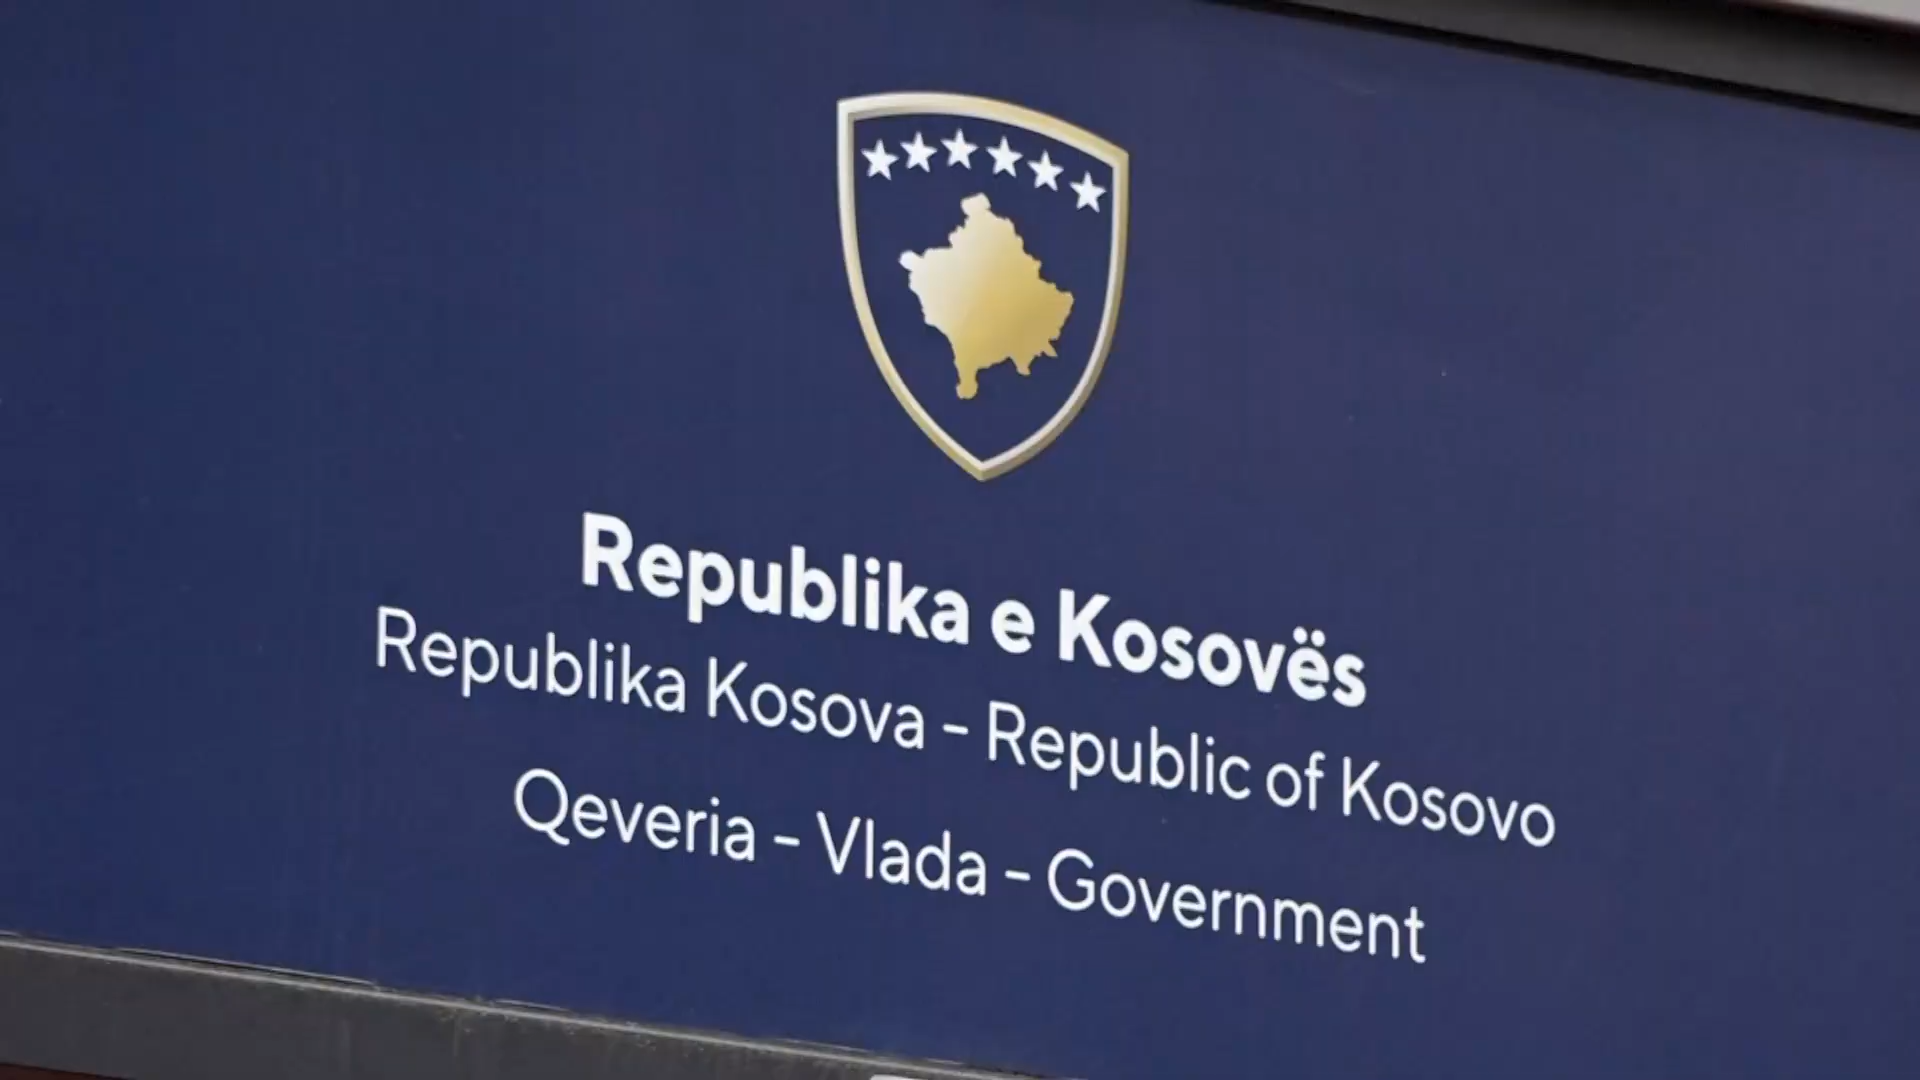 Republika e Kosovës
Republika Kosova - Republic of Kosovo
Qeveria - Vlada - Government